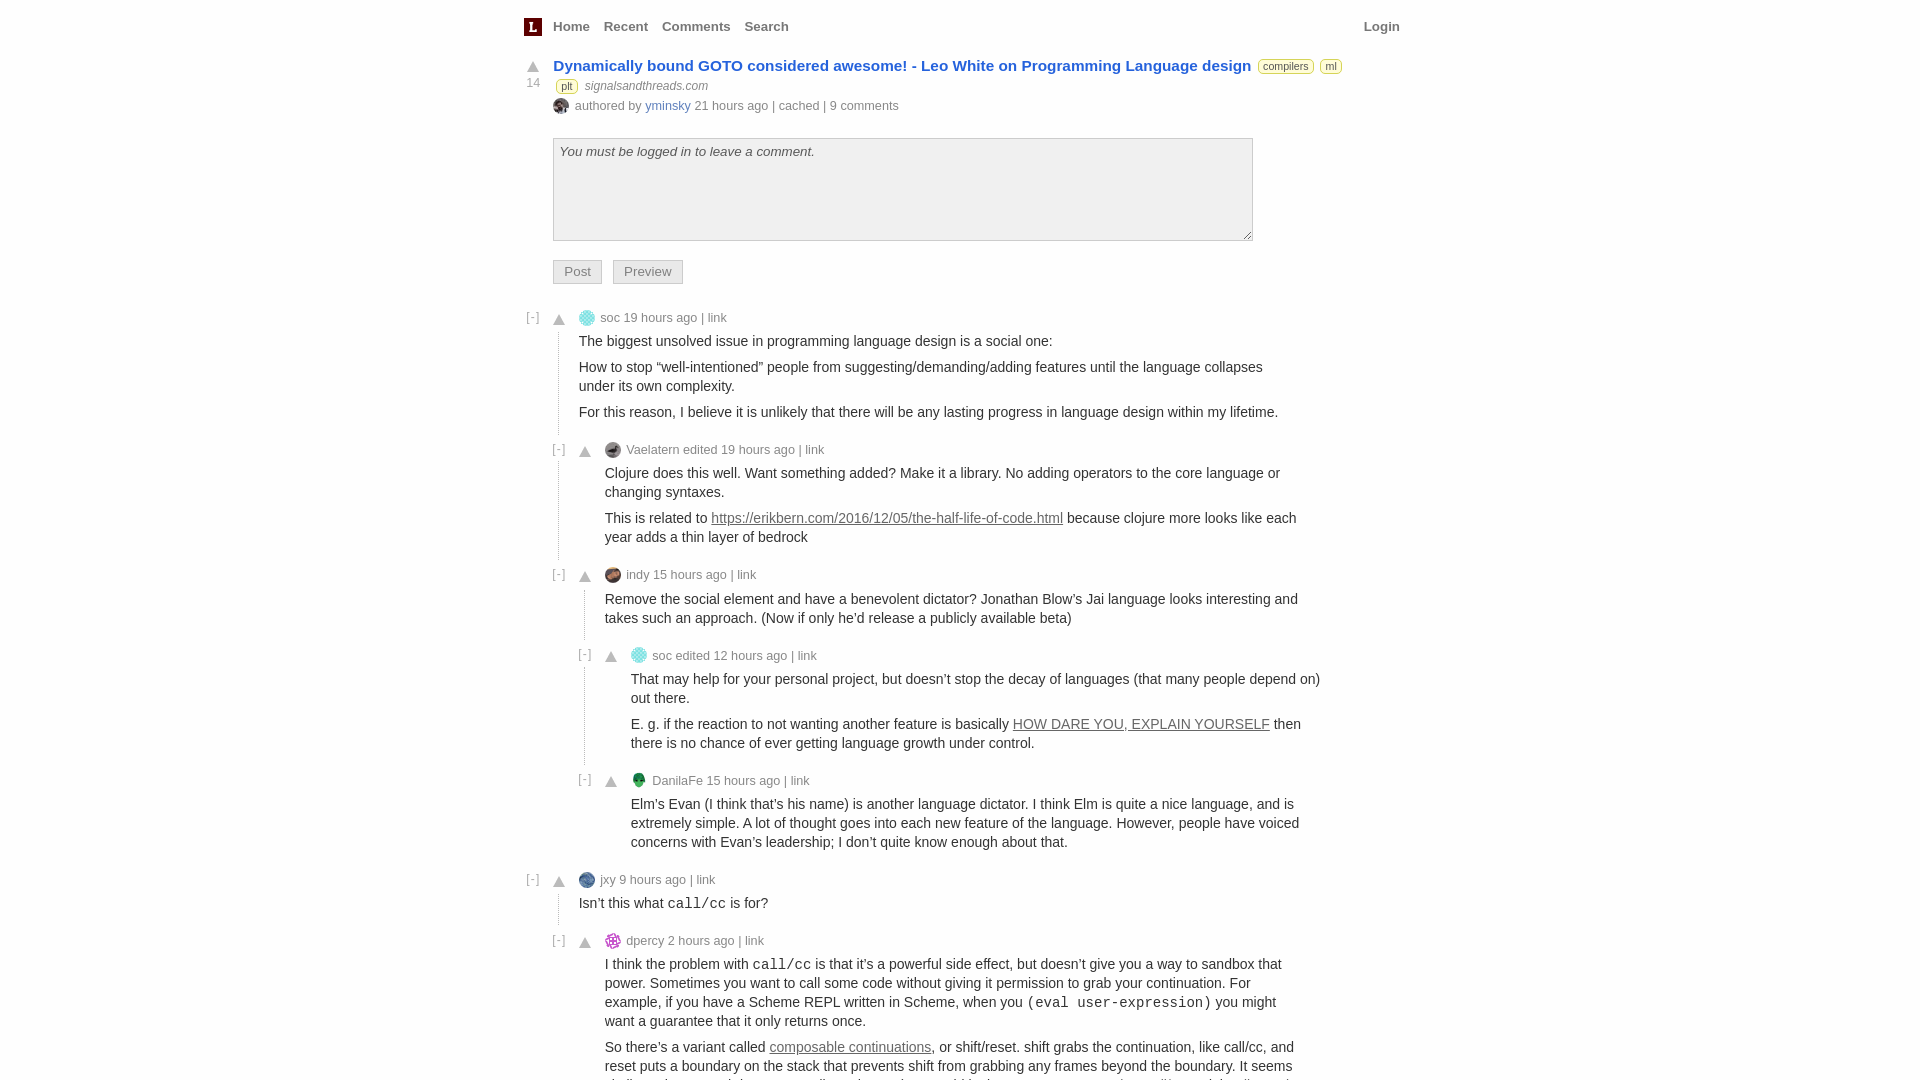 L Home Recent Comments Search Login
Dynamically bound GOTO considered awesome! - Leo White on Programming Language design compilers ml
14 plt signalsandthreads.com
authored by yminsky 21 hours ago | cached | 9 comments
You must be logged in to leave a comment.
Post Preview
[-] soc 19 hours ago | link
The biggest unsolved issue in programming language design is a social one:
How to stop “well-intentioned” people from suggesting/demanding/adding features until the language collapses
under its own complexity.
For this reason, I believe it is unlikely that there will be any lasting progress in language design within my lifetime.
[-] Vaelatern edited 19 hours ago | link
Clojure does this well. Want something added? Make it a library. No adding operators to the core language or
changing syntaxes.
This is related to https://erikbern.com/2016/12/05/the-half-life-of-code.html because clojure more looks like each
year adds a thin layer of bedrock
[-] indy 15 hours ago | link
Remove the social element and have a benevolent dictator? Jonathan Blow’s Jai language looks interesting and
takes such an approach. (Now if only he’d release a publicly available beta)
[-] soc edited 12 hours ago | link
That may help for your personal project, but doesn’t stop the decay of languages (that many people depend on)
out there.
E. g. if the reaction to not wanting another feature is basically HOW DARE YOU, EXPLAIN YOURSELF then
there is no chance of ever getting language growth under control.
[-] DanilaFe 15 hours ago | link
Elm’s Evan (I think that’s his name) is another language dictator. I think Elm is quite a nice language, and is
extremely simple. A lot of thought goes into each new feature of the language. However, people have voiced
concerns with Evan’s leadership; I don’t quite know enough about that.
[-] jxy 9 hours ago | link
Isn’t this what call/cc is for?
[-] dpercy 2 hours ago | link
I think the problem with call/cc is that it’s a powerful side effect, but doesn’t give you a way to sandbox that
power. Sometimes you want to call some code without giving it permission to grab your continuation. For
example, if you have a Scheme REPL written in Scheme, when you (eval user-expression) you might
want a guarantee that it only returns once.
So there’s a variant called composable continuations, or shift/reset. shift grabs the continuation, like call/cc, and
reset puts a boundary on the stack that prevents shift from grabbing any frames beyond the boundary. It seems